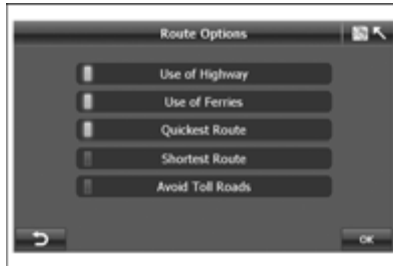 Route Options
Use of Highway
Use of Ferries
Quickest Route
Shortest Route
Avoid Toll Roads
OK